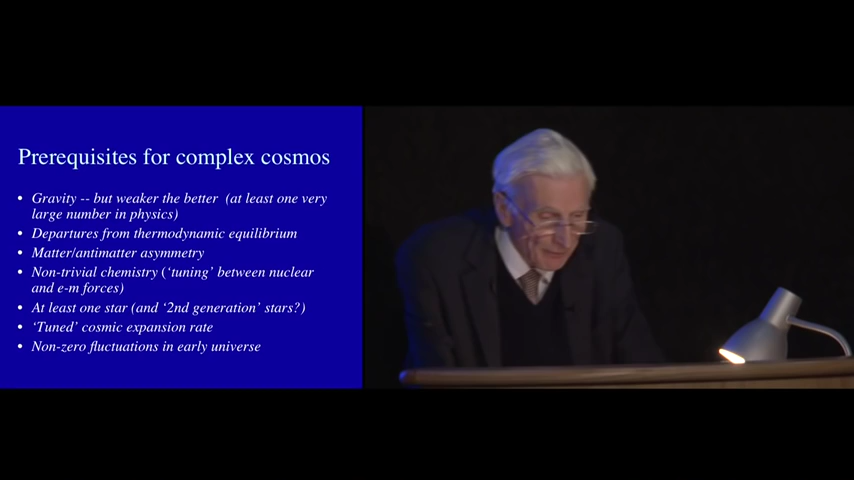 Prerequisites for complex cosmos
• Gravity -- but weaker the better (at least one very
large number in physics)
• Departures from thermodynamic equilibrium
• Matter/antimatter asymmetry
• Non-trivial chemistry (‘tuning’ between nuclear
and e-m forces)
• At least one star (and ‘2nd generation’ stars?)
• ‘Tuned’ cosmic expansion rate
• Non-zero fluctuations in early universe